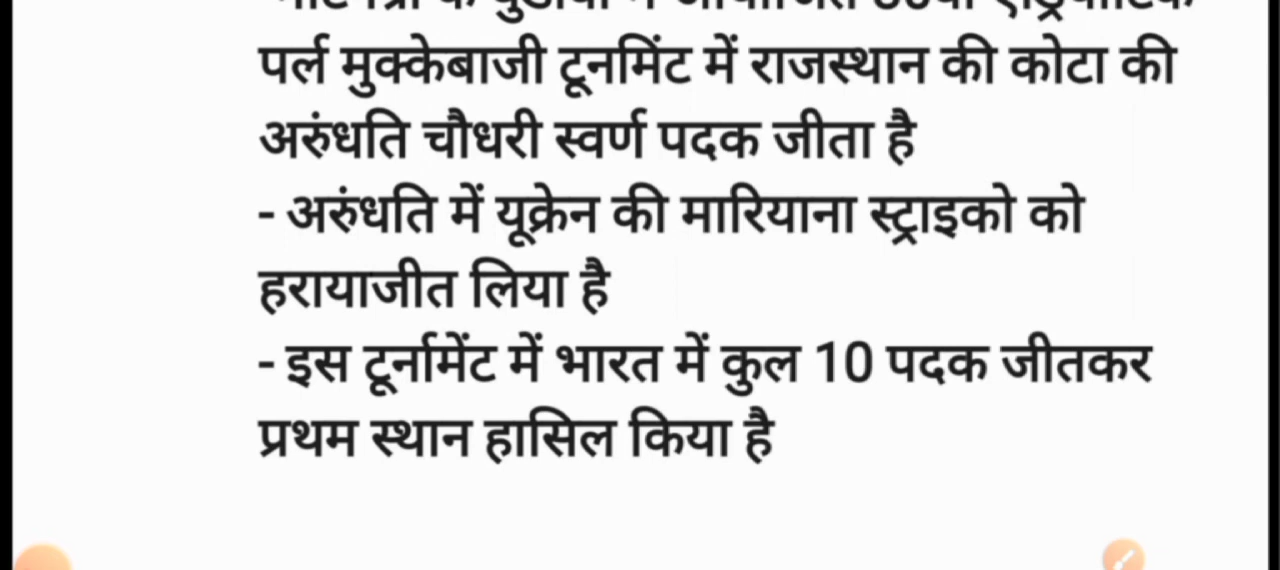 पर्ल मुक्केबाजी टूनमिंट में राजस्थान की कोटा की
अरुंधति चौधरी स्वर्ण पदक जीता है
- अरुंधति में यूक्रेन की मारियाना स्ट्राइको को
हरायाजीत लिया है
- इस टूर्नामेंट में भारत में कुल 10 पदक जीतकर
प्रथम स्थान हासिल किया है